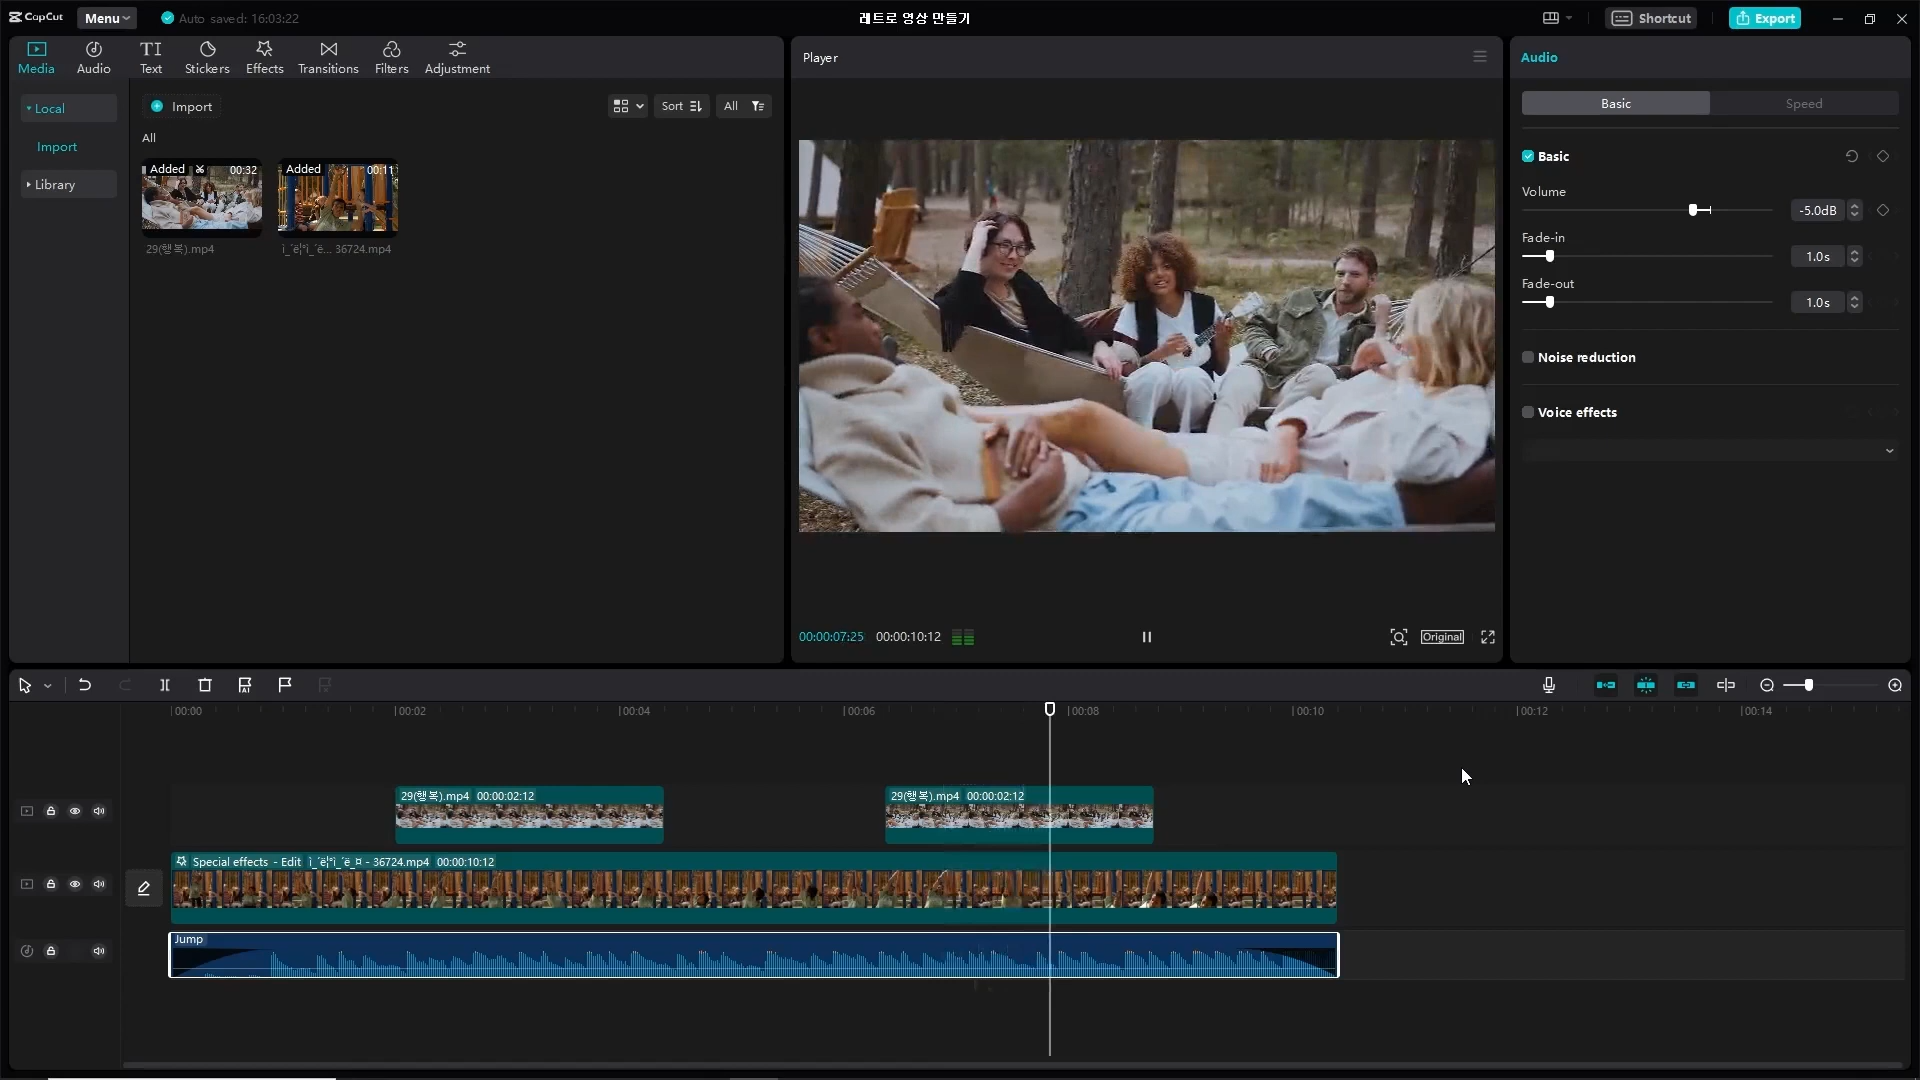 CapCut Menu Auto saved: 16:03:22 레트로 영상 만들기 Shortcut Export
Media Audio Text Stickers Effects Transitions Filters Adjustment
Local
Import
Library
Import Sort All
All
Added 00:32
29(행복).mp4
Added 00:11
36724.mp4
Player
00:00:07:25 00:00:10:12 Original
Audio
Basic Speed
Basic
Volume
-5.0dB
Fade-in
1.0s
Fade-out
1.0s
Noise reduction
Voice effects
00:00 00:02 00:04 00:06 00:08 00:10 00:12 00:14
29(행복).mp4 00:00:02:12
29(행복).mp4 00:00:02:12
Special effects - Edit - 36724.mp4 00:00:10:12
Jump